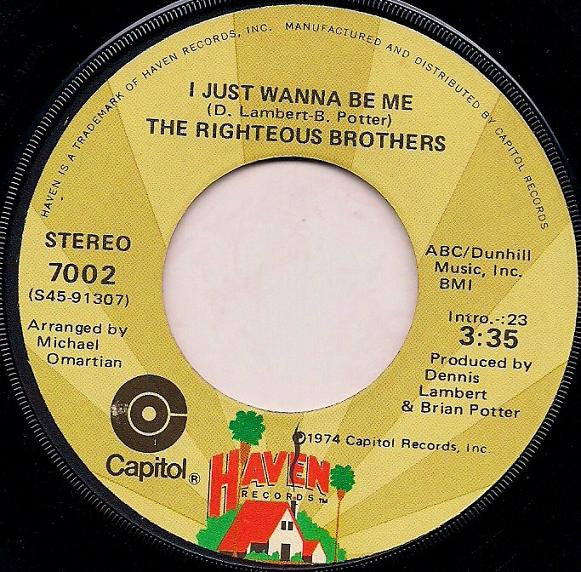 HAVEN IS A TRADEMARK OF HAVEN RECORDS, INC. MANUFACTURED AND DISTRIBUTED BY CAPITOL RECORDS
I JUST WANNA BE ME
(D. Lambert-B. Potter)
THE RIGHTEOUS BROTHERS
STEREO
7002
(S45-91307)
Arranged by
Michael
Omartian
ABC/Dunhill
Music, Inc.
BMI
Intro.-:23
3:35
Produced by
Dennis
Lambert
& Brian Potter
Ⓟ1974 Capitol Records, Inc.
Capitol®
HAVEN
RECORDS™